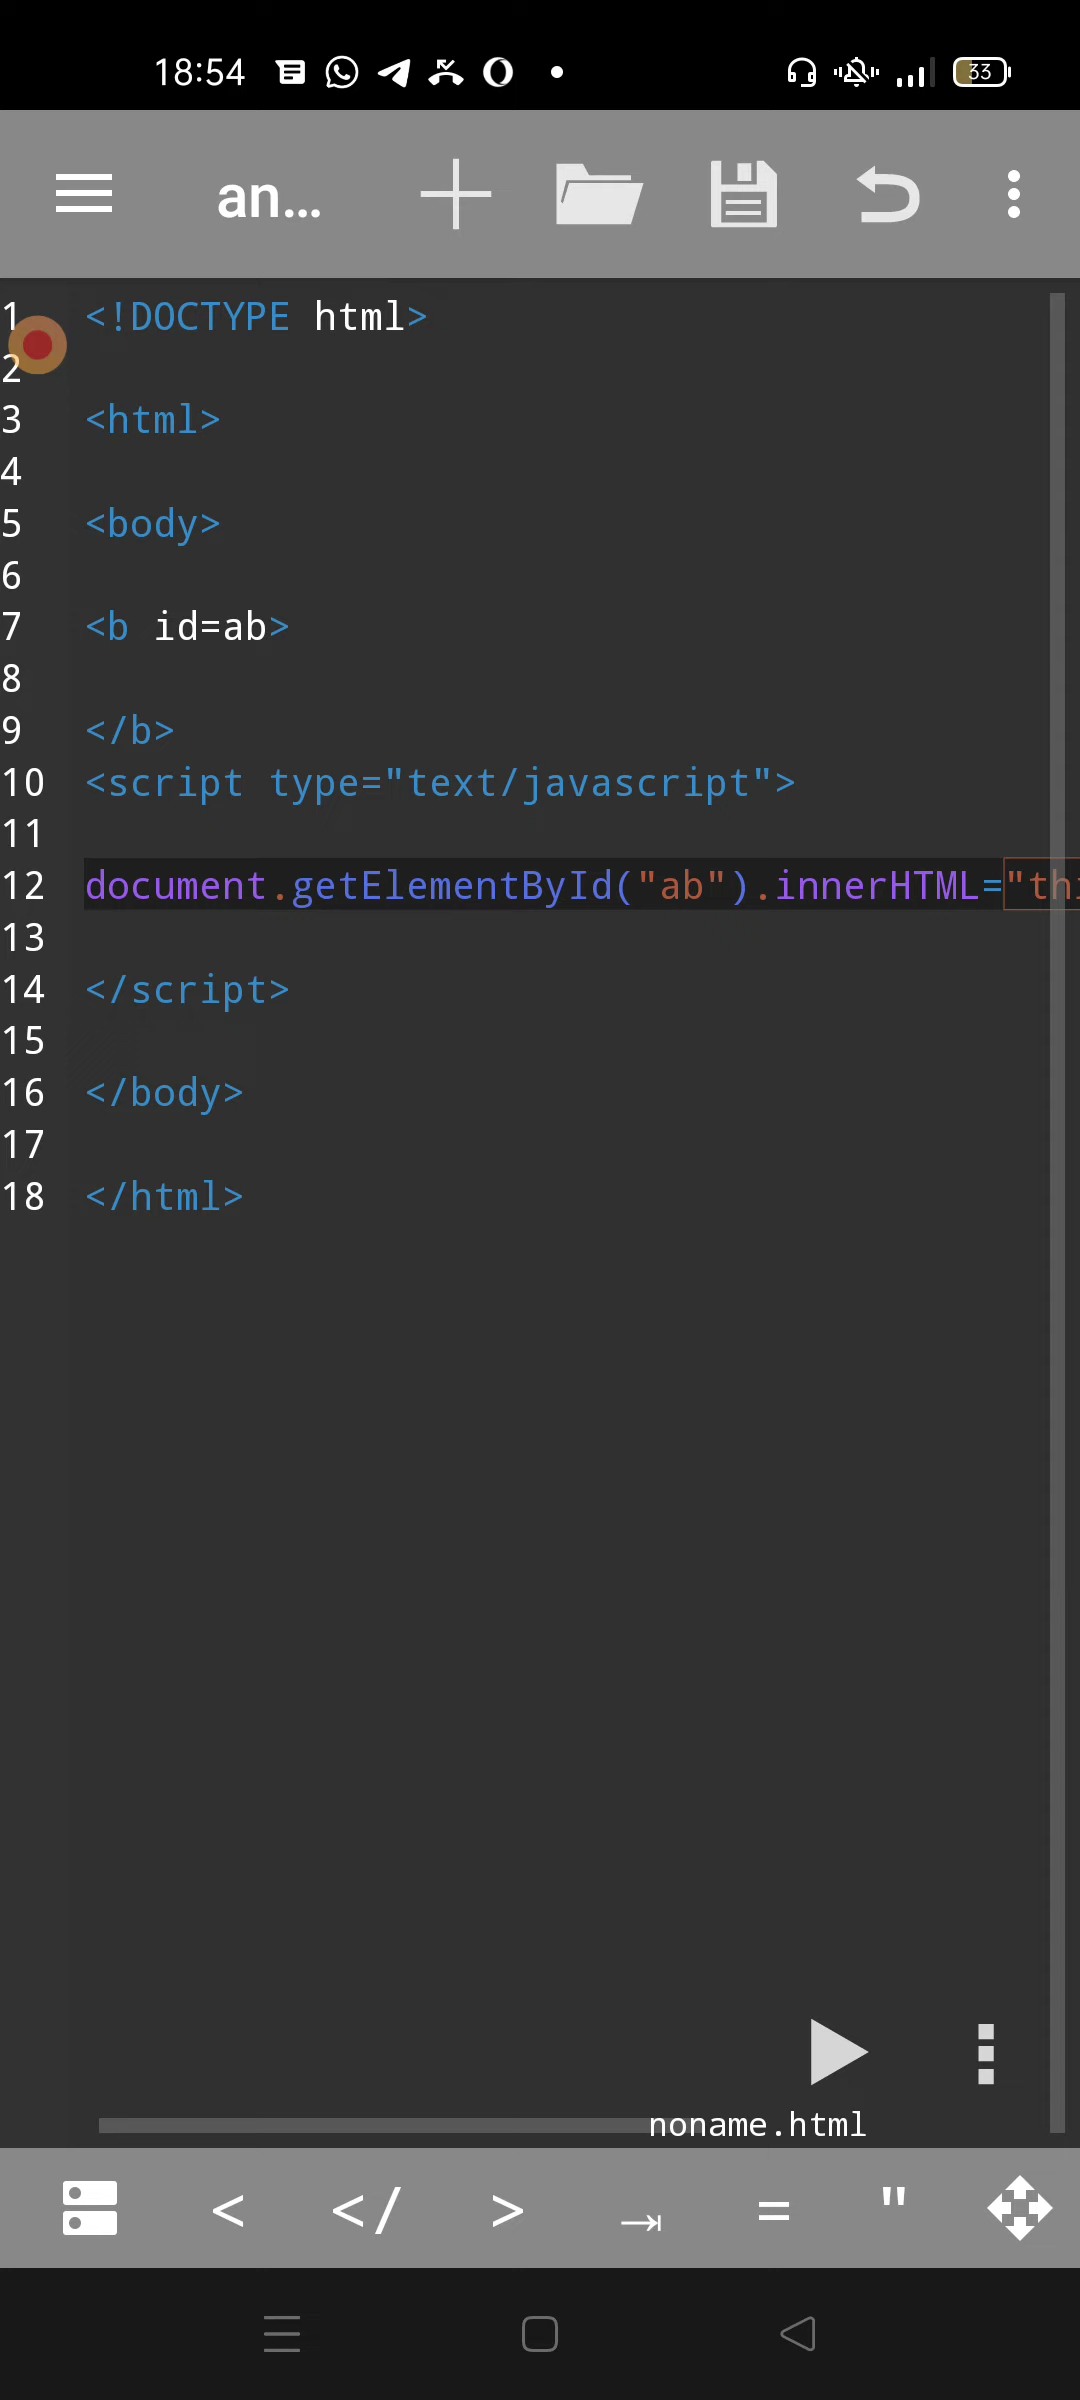 18:54
33
an...
1 <!DOCTYPE html>
2
3 <html>
4
5 <body>
6
7 <b id=ab>
8
9 </b>
10 <script type="text/javascript">
11
12 document.getElementById("ab").innerHTML="thi
13
14 </script>
15
16 </body>
17
18 </html>
noname.html
< </ > = "